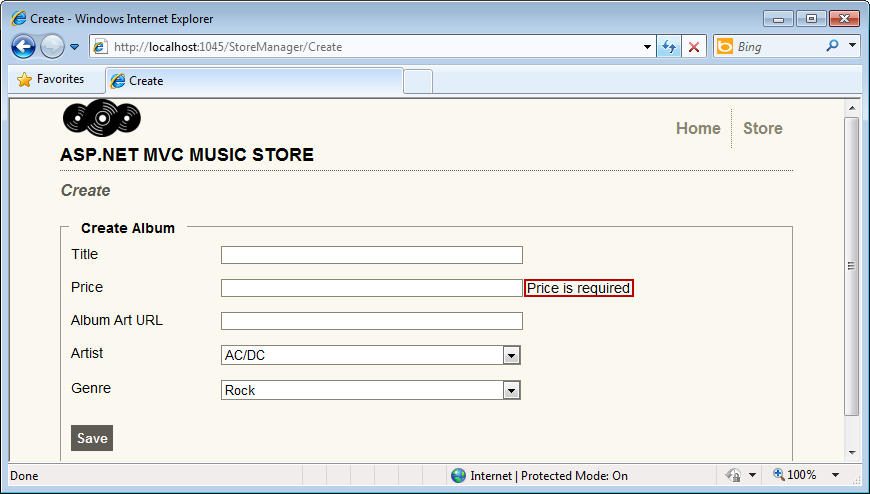 Create - Windows Internet Explorer
http://localhost:1045/StoreManager/Create
Bing
Favorites
Create
Home
Store
ASP.NET MVC MUSIC STORE
Create
Create Album
Title
Price
Price is required
Album Art URL
Artist
AC/DC
Genre
Rock
Save
Done
Internet | Protected Mode: On
100%